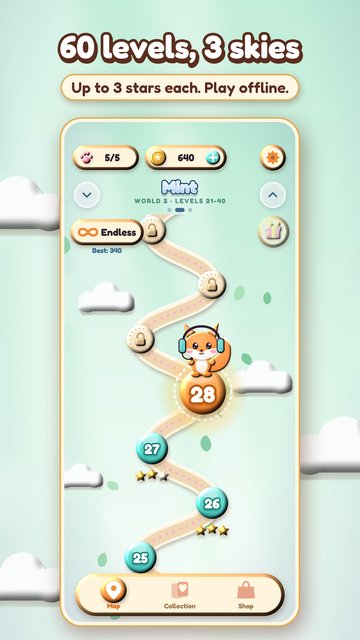 60 levels, 3 skies
Up to 3 stars each. Play offline.
5/5
640
Mint
WORLD 2 · LEVELS 21-40
Endless
Best: 340
28
27
26
25
Map
Collection
Shop